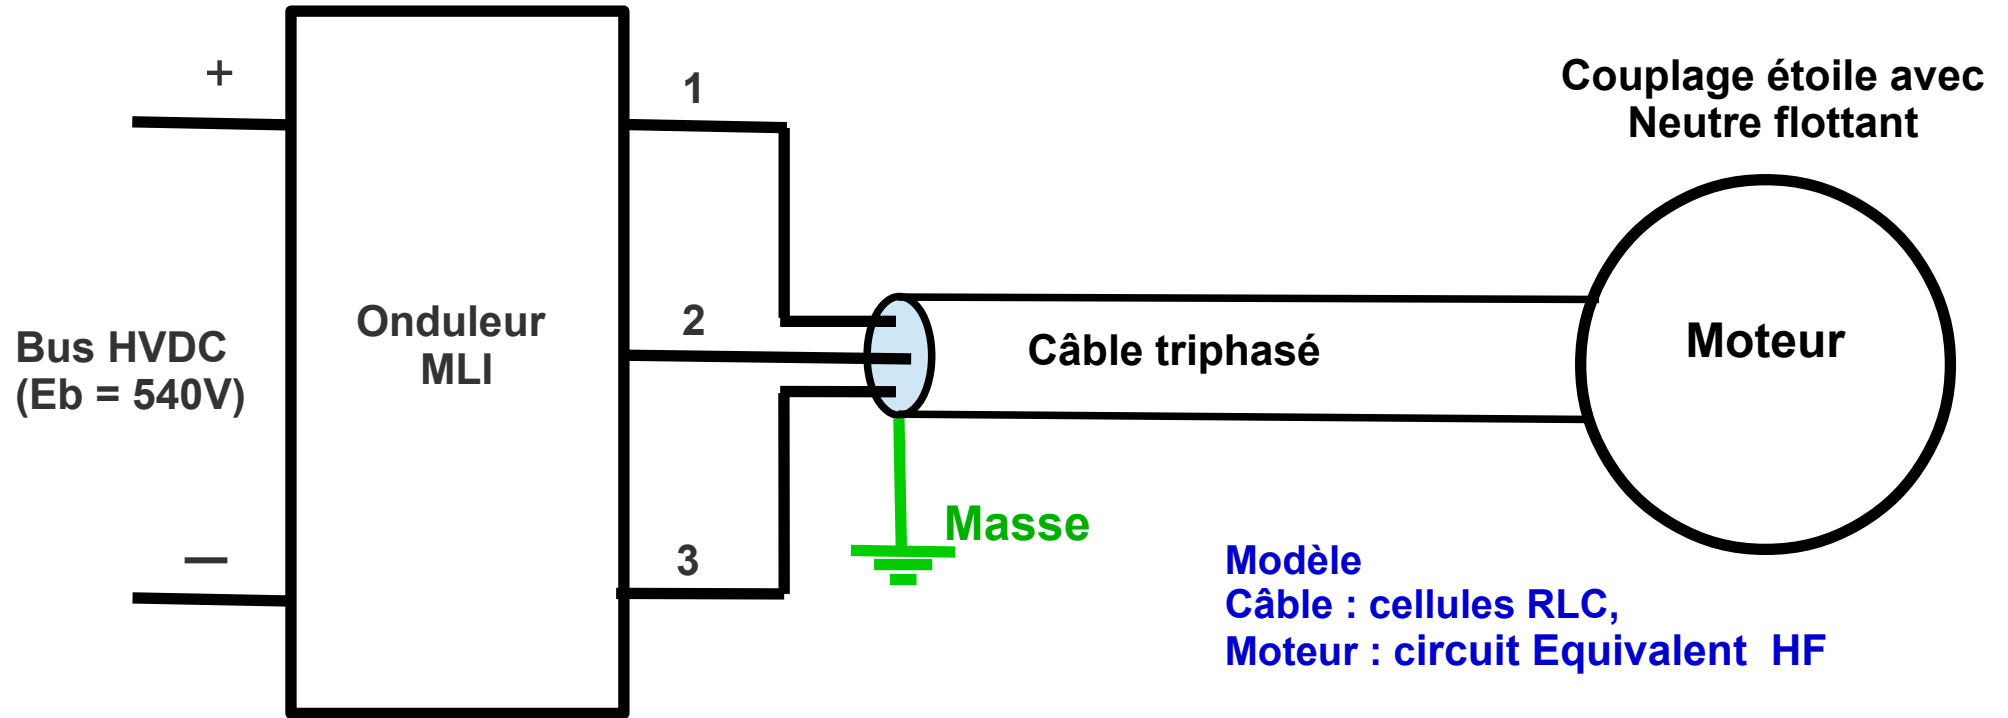 +
1
Couplage étoile avec
Neutre flottant
Onduleur
MLI
2
Bus HVDC
(Eb = 540V)
Câble triphasé
Moteur
Masse
—
3
Modèle
Câble : cellules RLC,
Moteur : circuit Equivalent  HF